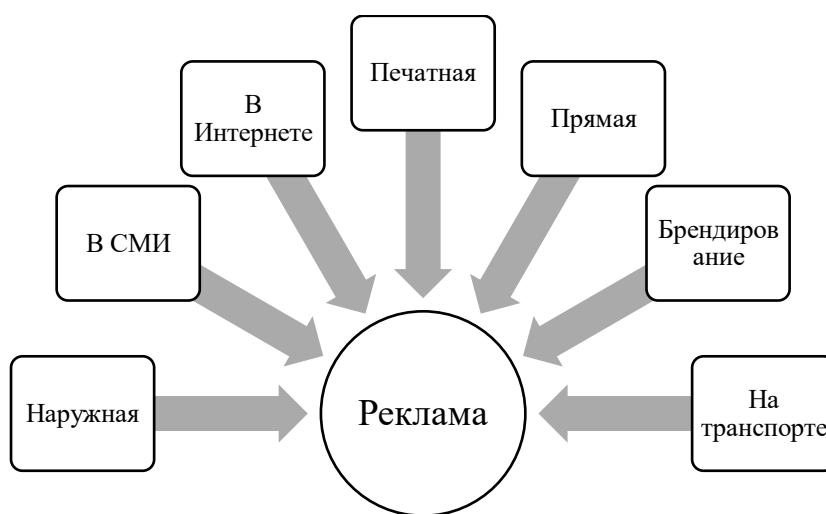 Печатная
В
Интернете
Прямая
В СМИ
Брендиров
ание
Наружная
Реклама
На
транспорте